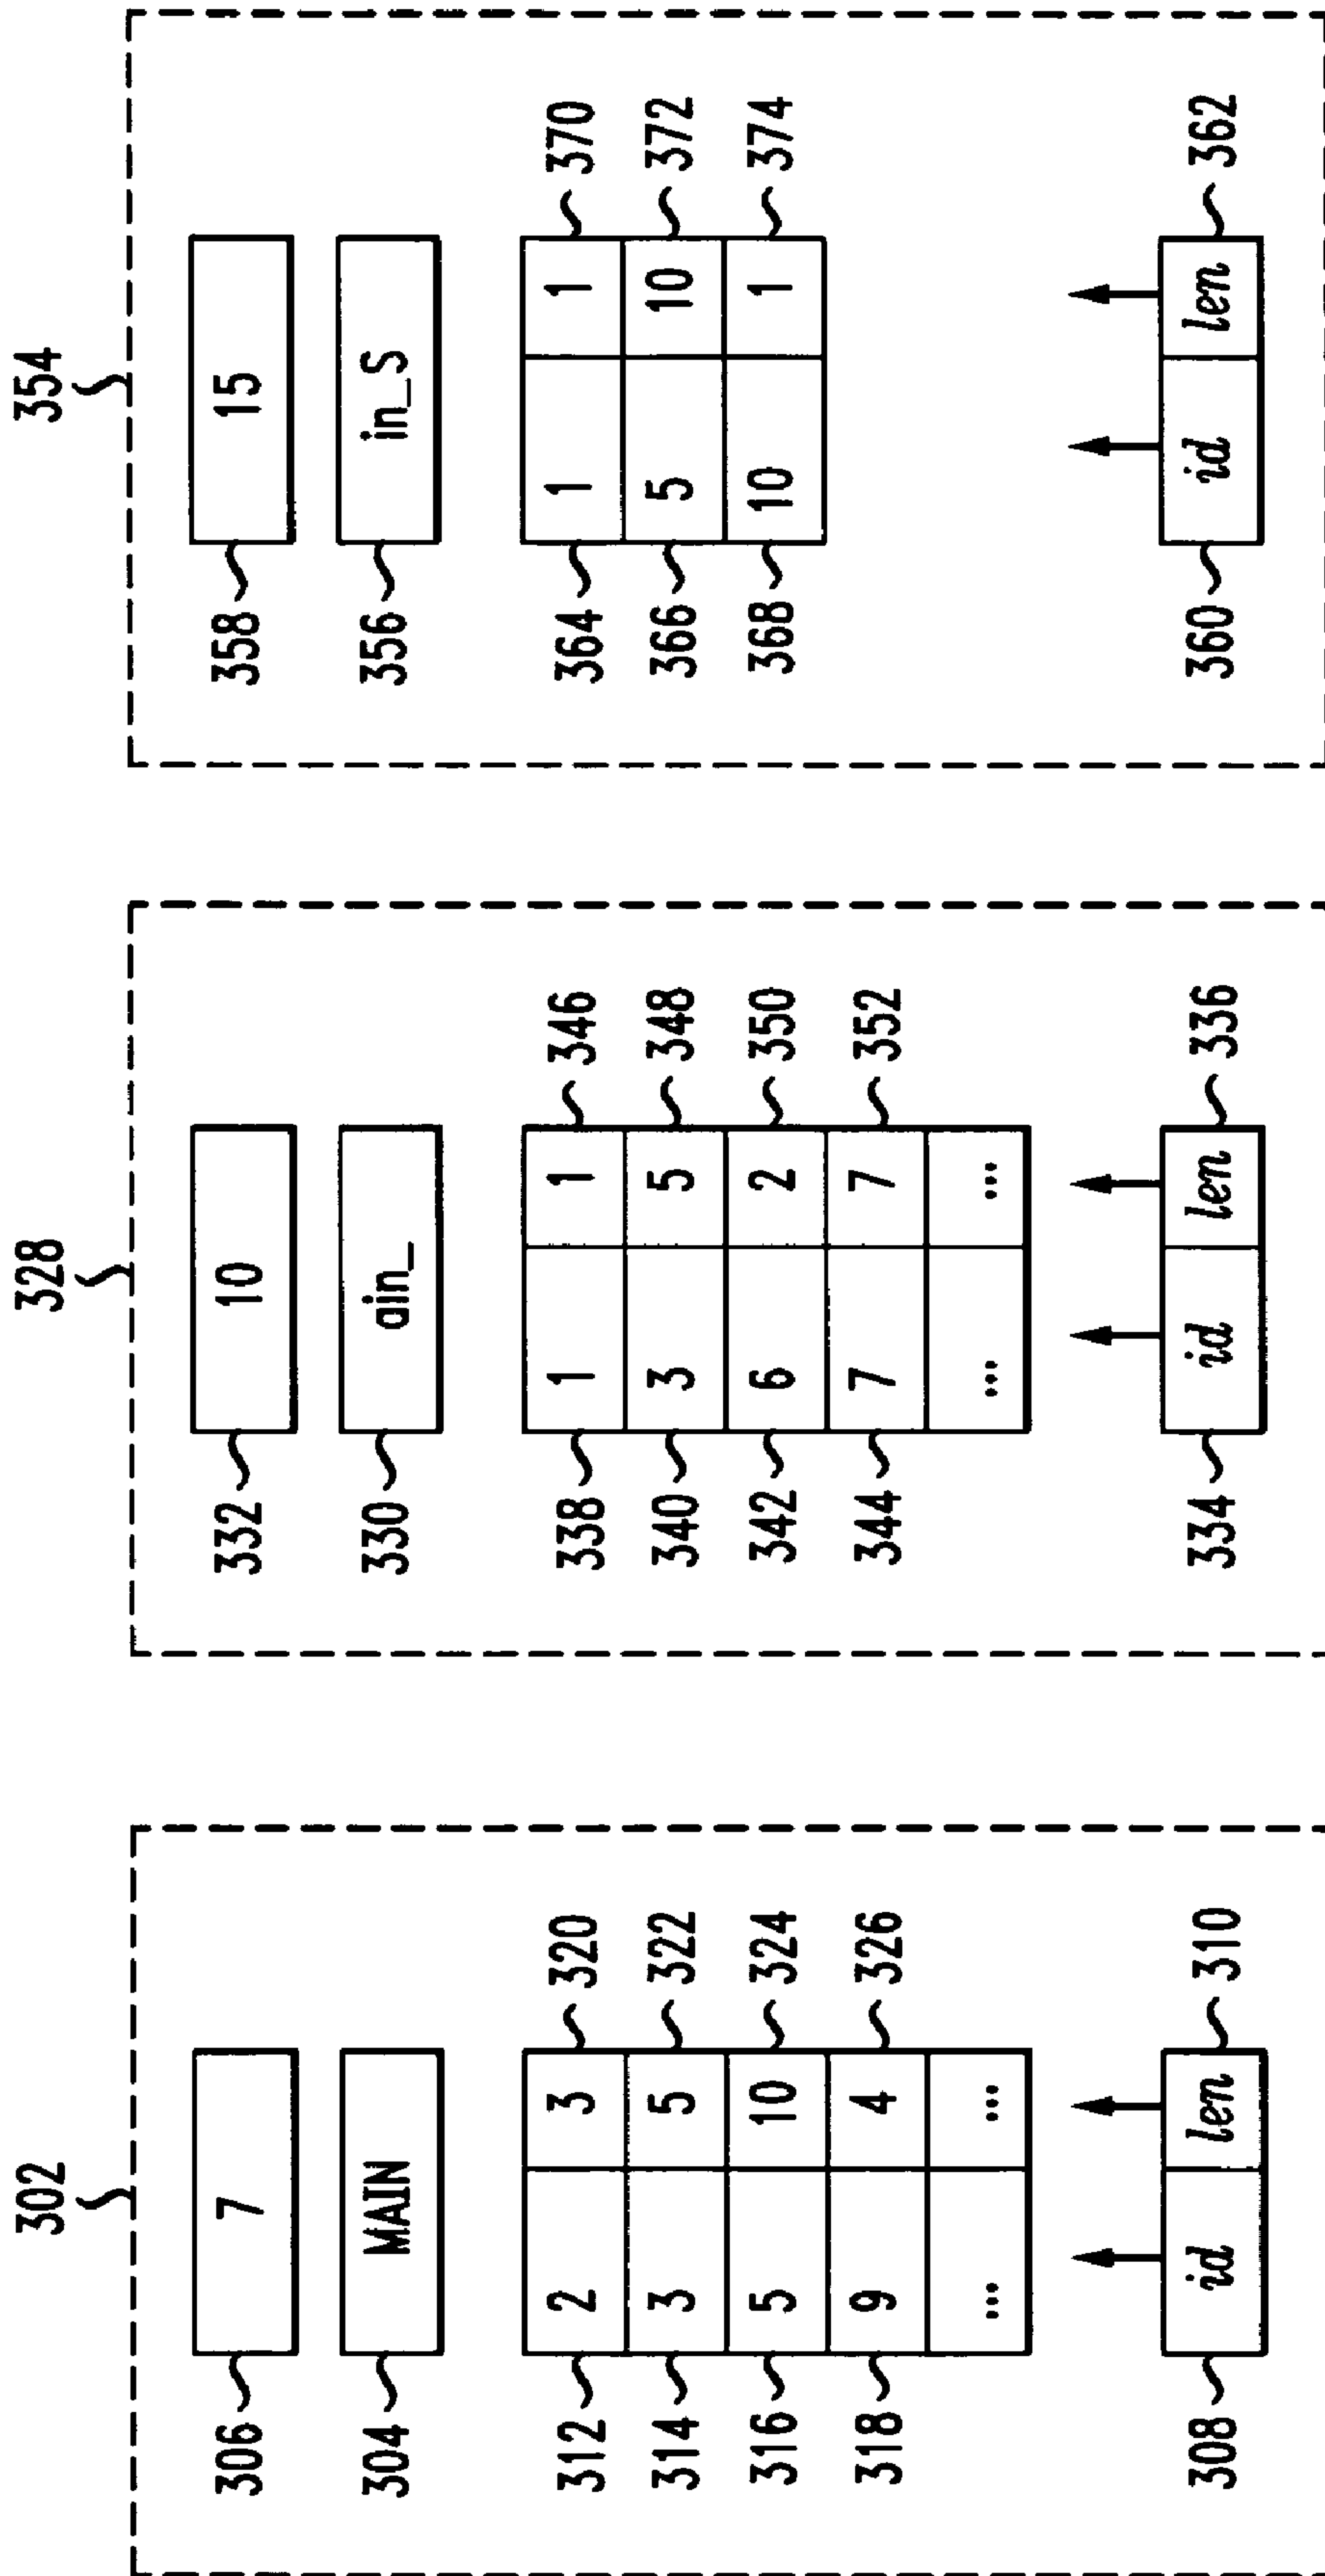 302
306 7
304 MAIN
312 2 3 320
314 3 5 322
316 5 10 324
318 9 4 326
... ...
308 id len 310
328
332 10
330 ain_
338 1 1 346
340 3 5 348
342 6 2 350
344 7 7 352
... ...
334 id len 336
354
358 15
356 in_S
364 1 1 370
366 5 10 372
368 10 1 374
360 id len 362